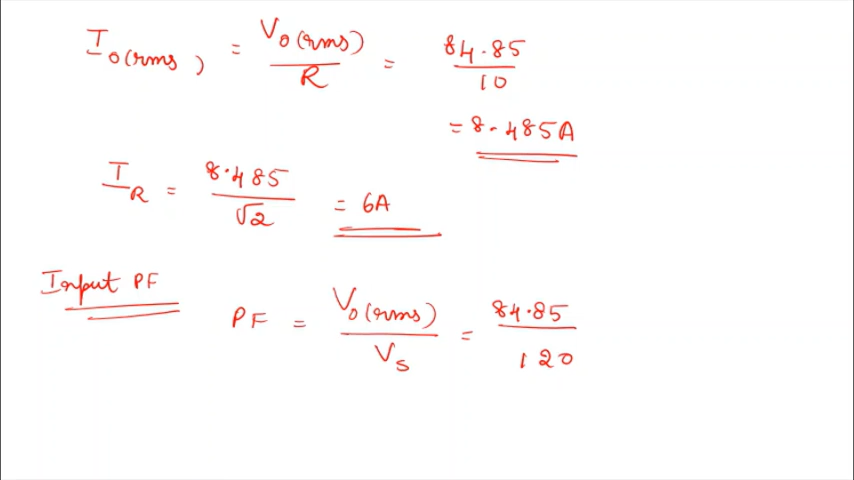 I0(rms) = V0(rms) / R = 84.85 / 10
= 8.485A
IR = 8.485 / √2 = 6A
Input PF
PF = V0(rms) / Vs = 84.85 / 120